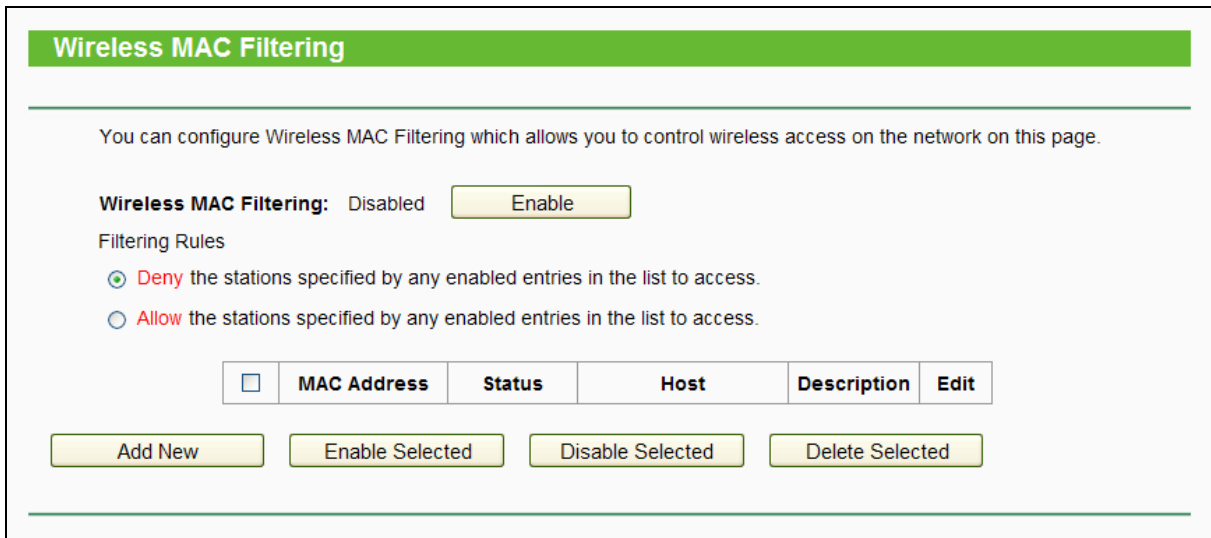 Wireless MAC Filtering
You can configure Wireless MAC Filtering which allows you to control wireless access on the network on this page.
Wireless MAC Filtering: Disabled Enable
Filtering Rules
Deny the stations specified by any enabled entries in the list to access.
Allow the stations specified by any enabled entries in the list to access.
MAC Address Status Host Description Edit
Add New Enable Selected Disable Selected Delete Selected